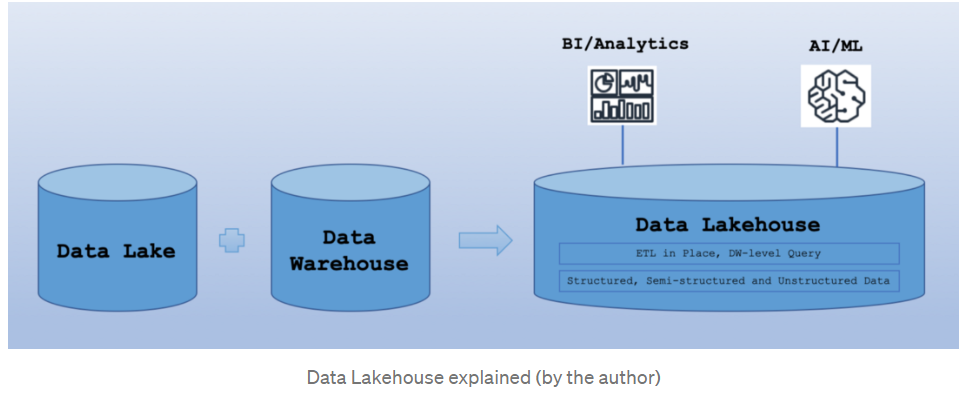 BI/Analytics
AI/ML
Data Lake
Data
Warehouse
Data Lakehouse
ETL in Place, DW-level Query
Structured, Semi-structured and Unstructured Data
Data Lakehouse explained (by the author)